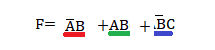 F= A̅B +AB +B̅C